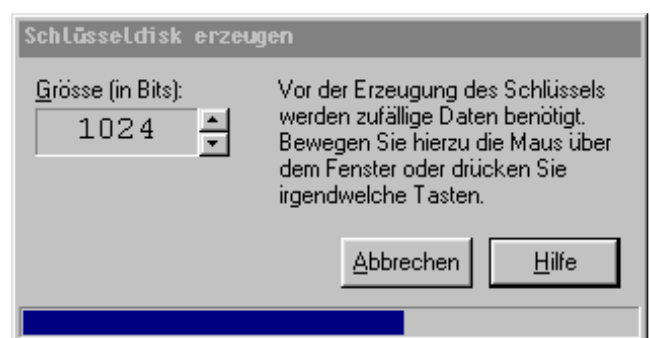 Schlüsseldisk erzeugen
Grösse (in Bits):
1024
Vor der Erzeugung des Schlüssels
werden zufällige Daten benötigt.
Bewegen Sie hierzu die Maus über
dem Fenster oder drücken Sie
irgendwelche Tasten.
Abbrechen
Hilfe